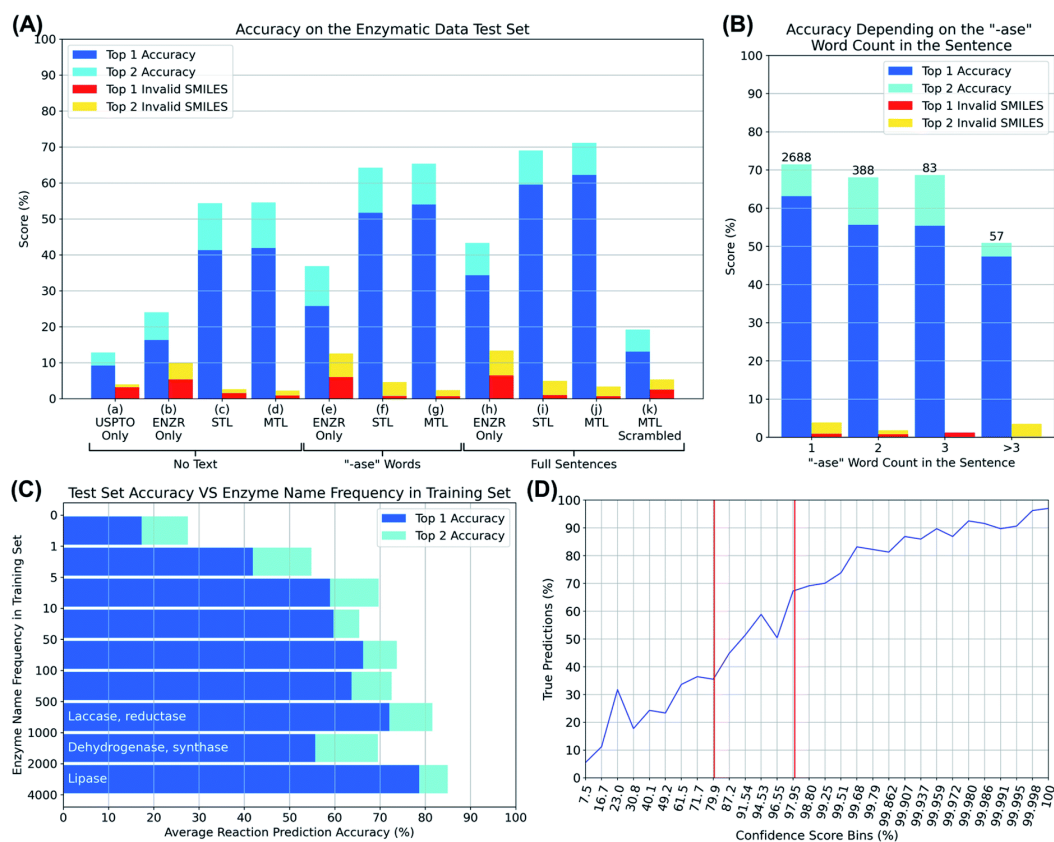 (A)
Accuracy on the Enzymatic Data Test Set
Score (%)
100
90
80
70
60
50
40
30
20
10
0
Top 1 Accuracy
Top 2 Accuracy
Top 1 Invalid SMILES
Top 2 Invalid SMILES
(a) (b) (c) (d) (e) (f) (g) (h) (i) (j) (k)
USPTO ENZR STL MTL ENZR STL MTL ENZR STL MTL MTL
Only Only Only Only Scrambled
No Text "-ase" Words Full Sentences
(B)
Accuracy Depending on the "-ase"
Word Count in the Sentence
Score (%)
100
90
80
70
60
50
40
30
20
10
0
Top 1 Accuracy
Top 2 Accuracy
Top 1 Invalid SMILES
Top 2 Invalid SMILES
2688 388 83 57
1 2 3 >3
"-ase" Word Count in the Sentence
(C)
Test Set Accuracy VS Enzyme Name Frequency in Training Set
Enzyme Name Frequency in Training Set
0
1
5
10
50
100
500
1000
2000
4000
Top 1 Accuracy
Top 2 Accuracy
Laccase, reductase
Dehydrogenase, synthase
Lipase
0 10 20 30 40 50 60 70 80 90 100
Average Reaction Prediction Accuracy (%)
(D)
True Predictions (%)
100
90
80
70
60
50
40
30
20
10
0
7.5 16.7 23.0 30.8 40.1 49.2 61.5 71.7 79.9 87.2 91.54 94.53 96.55 97.95 98.80 99.25 99.51 99.68 99.79 99.862 99.907 99.937 99.959 99.972 99.980 99.986 99.991 99.995 99.998 100
Confidence Score Bins (%)